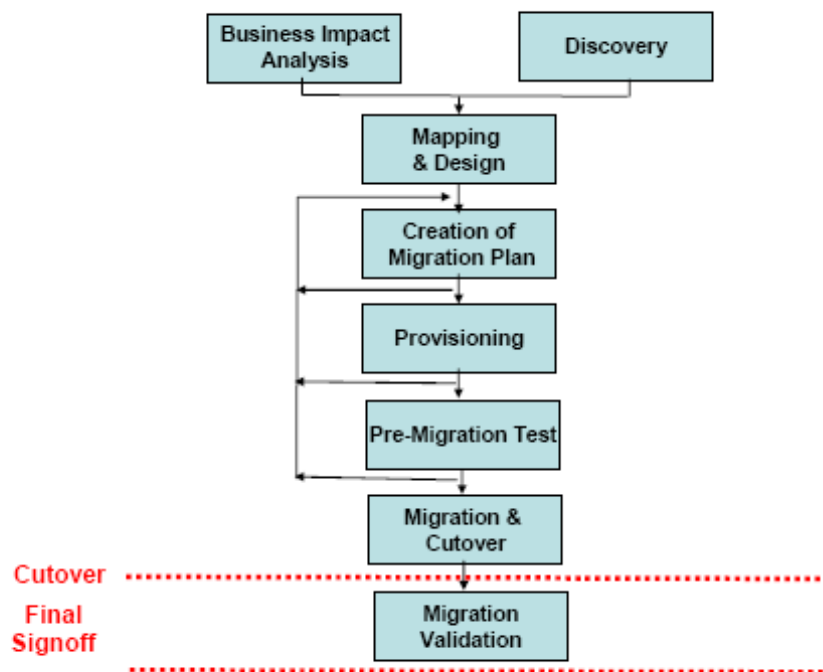 Business Impact
Analysis
Discovery
Mapping
& Design
Creation of
Migration Plan
Provisioning
Pre-Migration Test
Migration &
Cutover
Cutover
Final
Signoff
Migration
Validation